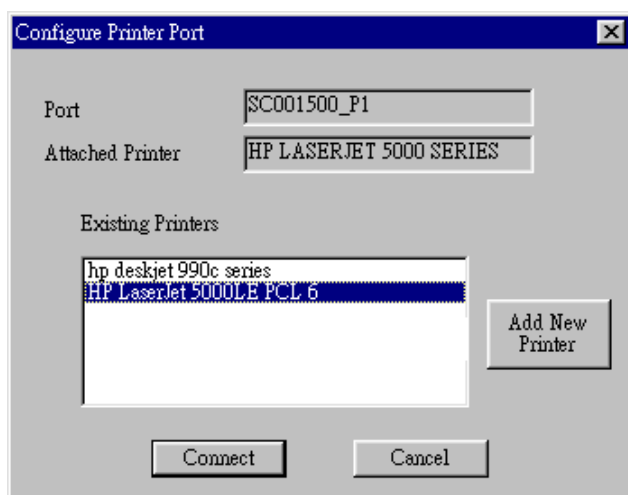 Configure Printer Port
Port
SC001500_P1
Attached Printer
HP LASERJET 5000 SERIES
Existing Printers
hp deskjet 990c series
HP LaserJet 5000LE PCL 6
Add New
Printer
Connect
Cancel